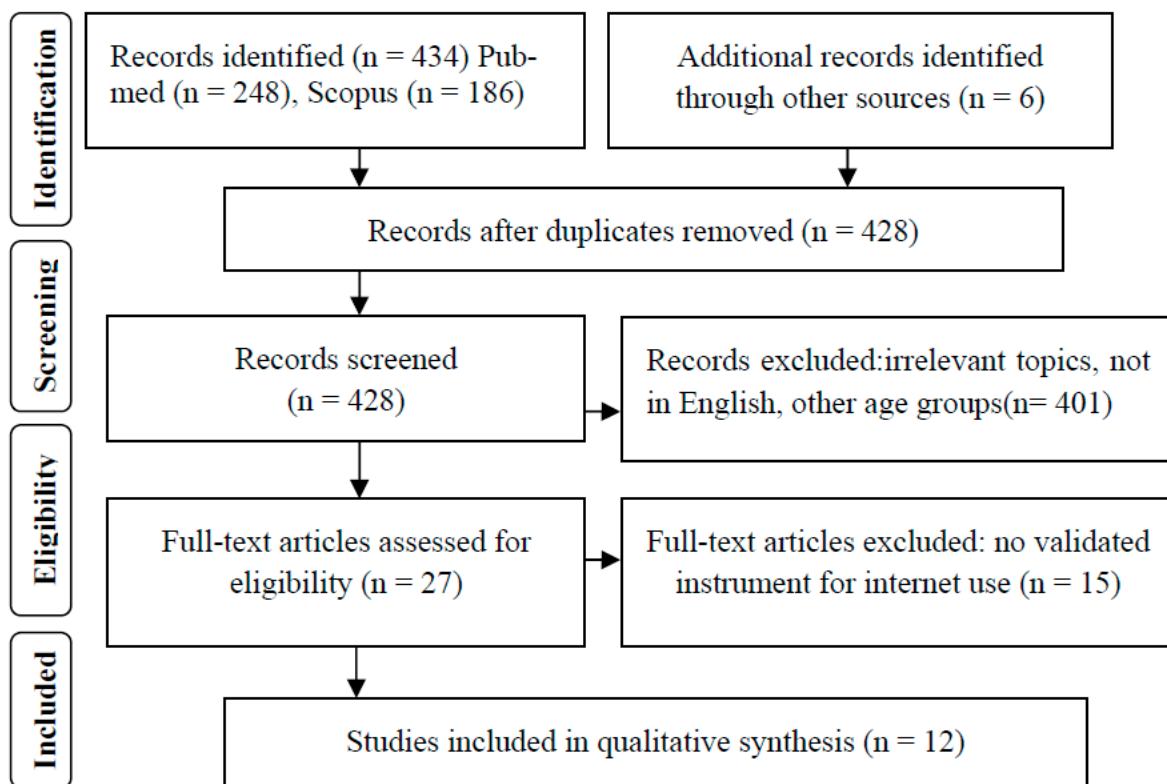 Identification
Records identified (n = 434) Pub-
med (n = 248), Scopus (n = 186)
Additional records identified
through other sources (n = 6)
Records after duplicates removed (n = 428)
Screening
Records screened
(n = 428)
Records excluded:irrelevant topics, not
in English, other age groups(n= 401)
Eligibility
Full-text articles assessed for
eligibility (n = 27)
Full-text articles excluded: no validated
instrument for internet use (n = 15)
Included
Studies included in qualitative synthesis (n = 12)